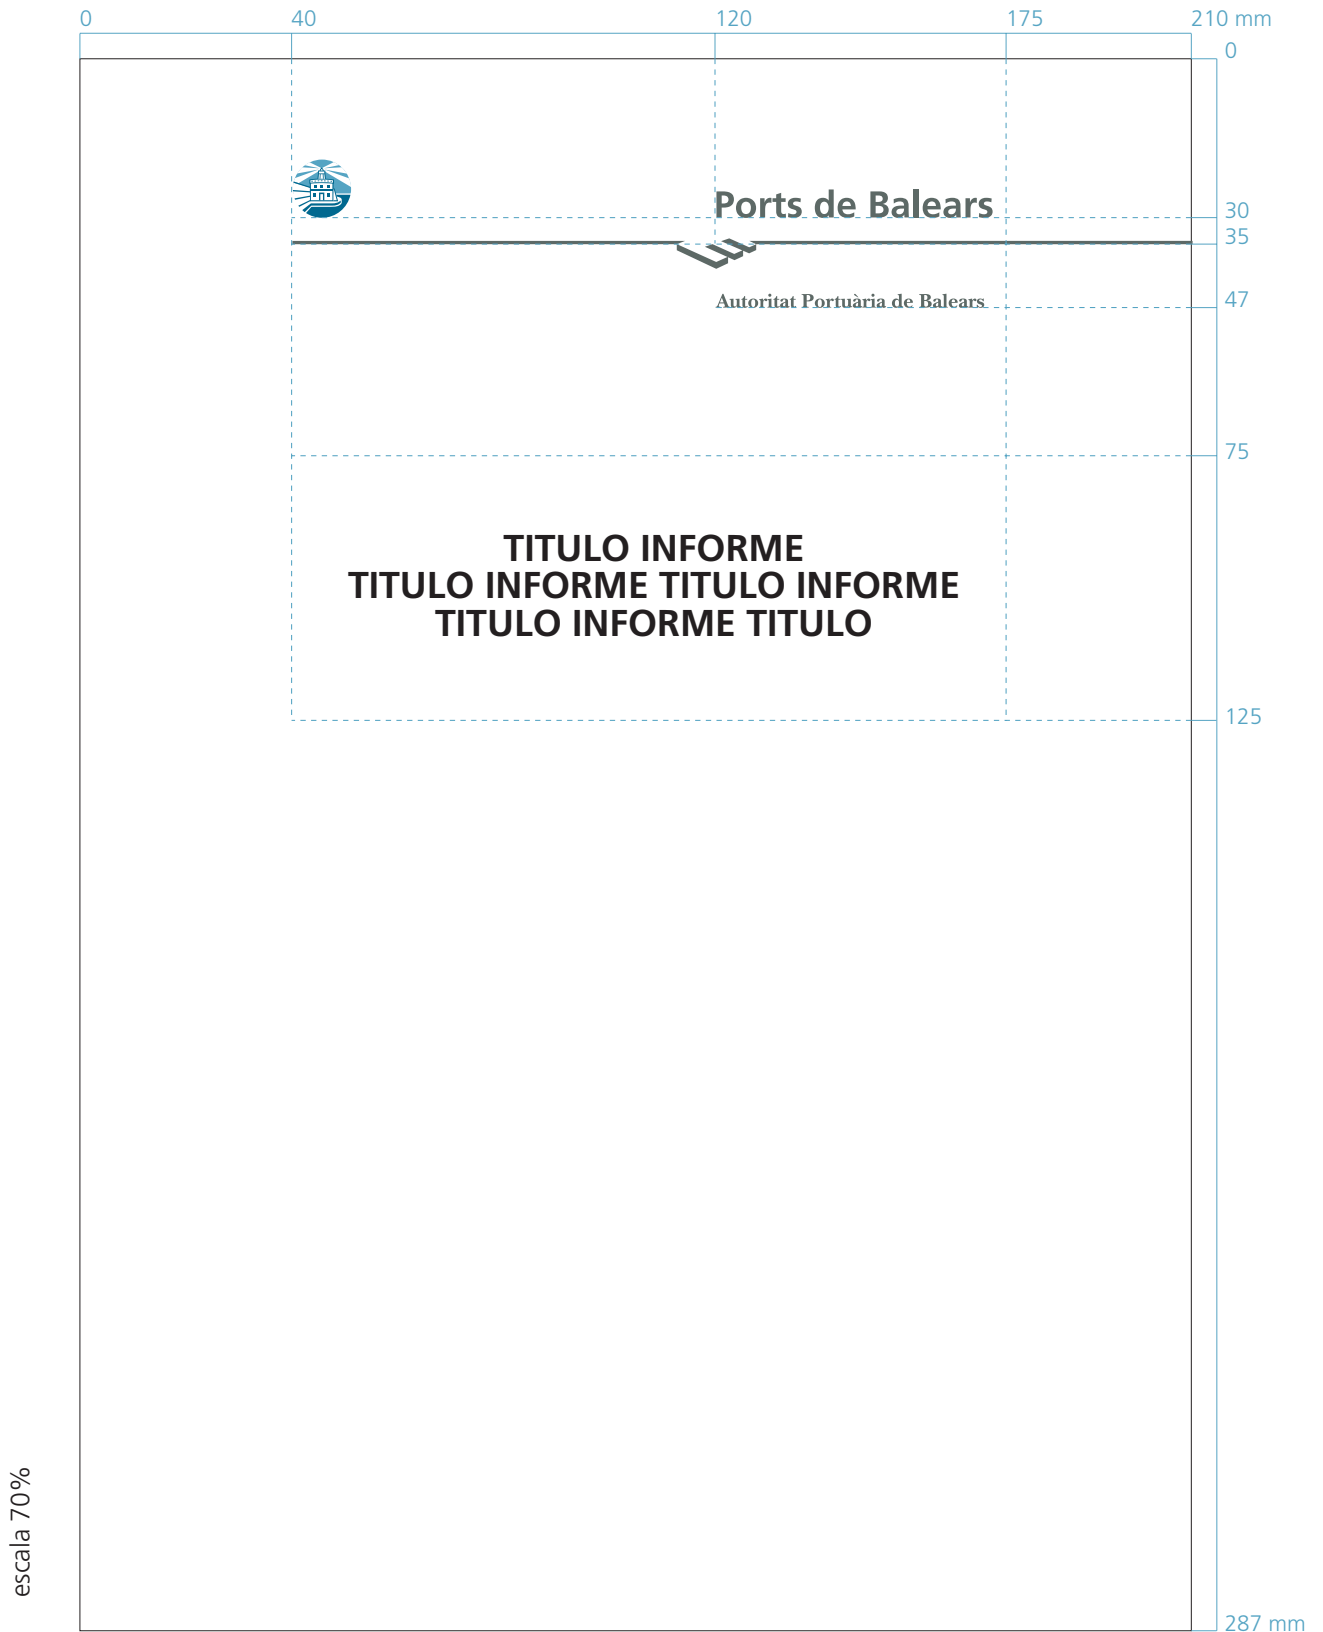 0 40 120 175 210 mm
0
Ports de Balears
30
35
Autoritat Portuària de Balears
47
75
TITULO INFORME
TITULO INFORME TITULO INFORME
TITULO INFORME TITULO
125
escala 70%
287 mm